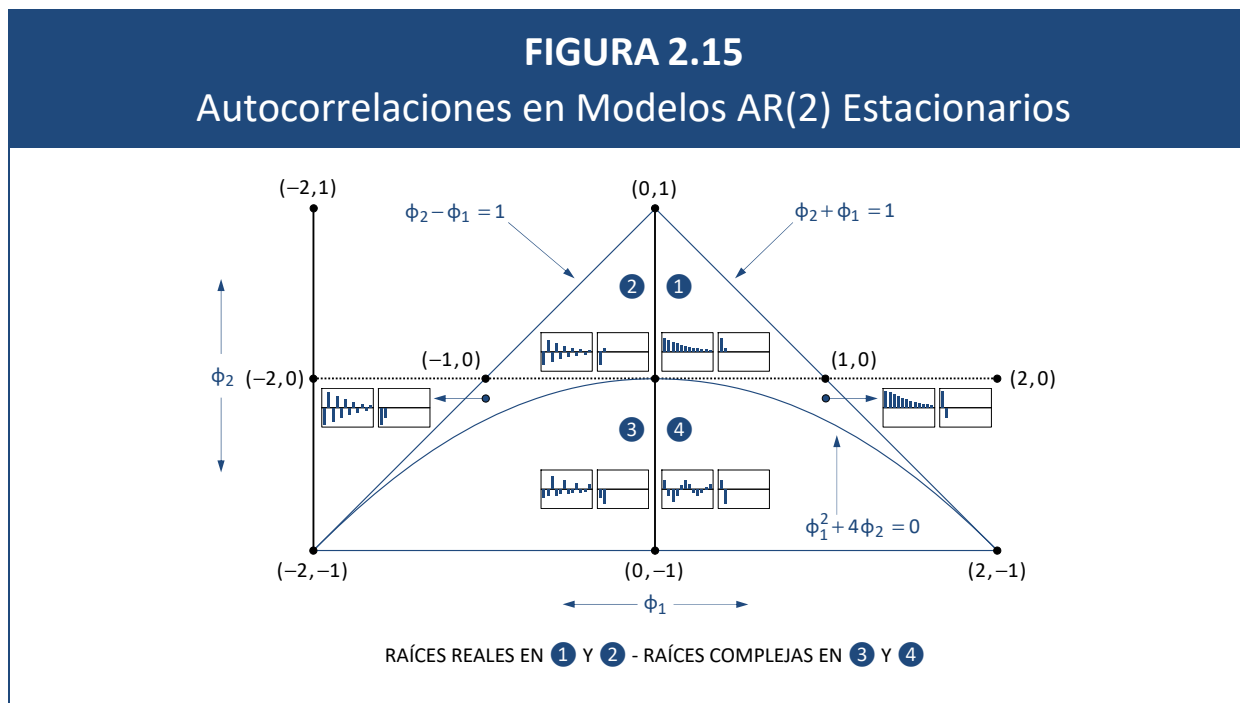 FIGURA 2.15
Autocorrelaciones en Modelos AR(2) Estacionarios
(−2,1)
(0,1)
ϕ₂−ϕ₁ = 1
ϕ₂+ϕ₁ = 1
2
1
(−1,0)
(1,0)
ϕ₂
(−2,0)
(2,0)
3
4
ϕ₁²+4ϕ₂ = 0
(−2,−1)
(0,−1)
(2,−1)
ϕ₁
RAÍCES REALES EN 1 Y 2 - RAÍCES COMPLEJAS EN 3 Y 4